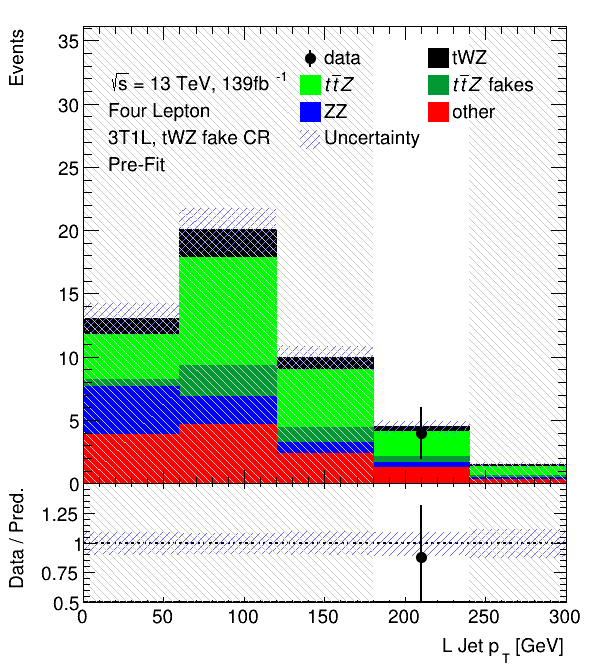 Events
35
30
25
20
15
10
5
0
√s = 13 TeV, 139fb⁻¹
Four Lepton
3T1L, tWZ fake CR
Pre-Fit
data
tt̄Z
ZZ
Uncertainty
tWZ
tt̄Z fakes
other
Data / Pred.
1.25
1
0.75
0.5
0 50 100 150 200 250 300
L Jet p_T [GeV]